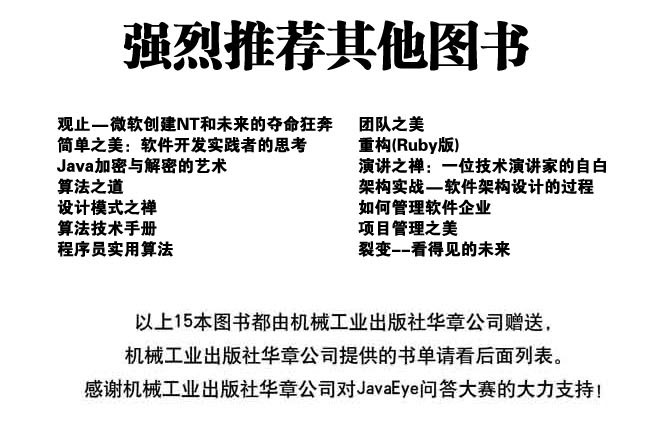 强烈推荐其他图书
观止—微软创建NT和未来的夺命狂奔
简单之美：软件开发实践者的思考
Java加密与解密的艺术
算法之道
设计模式之禅
算法技术手册
程序员实用算法
团队之美
重构(Ruby版)
演讲之禅：一位技术演讲家的自白
架构实战—软件架构设计的过程
如何管理软件企业
项目管理之美
裂变--看得见的未来
以上15本图书都由机械工业出版社华章公司赠送，
机械工业出版社华章公司提供的书单请看后面列表。
感谢机械工业出版社华章公司对JavaEye问答大赛的大力支持！